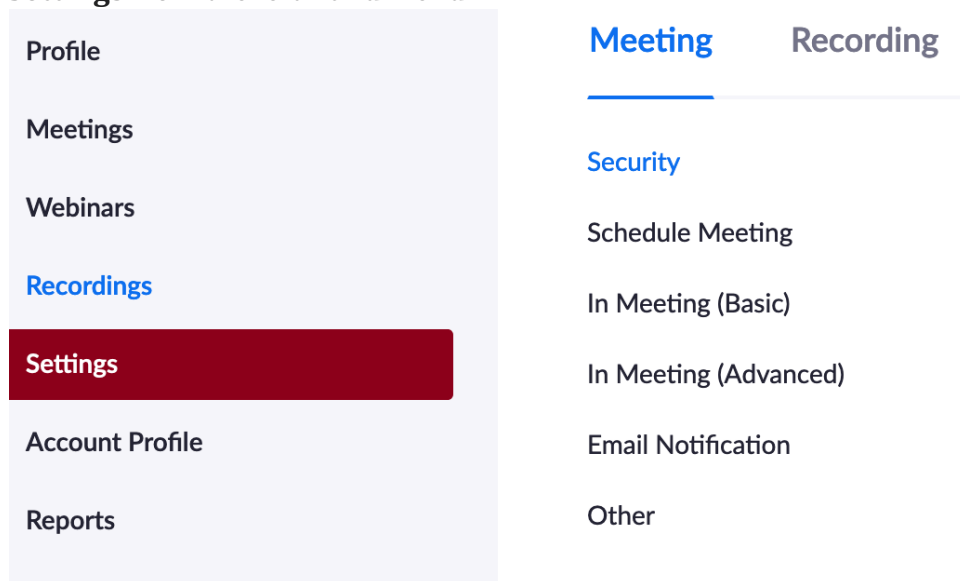 Profile
Meetings
Webinars
Recordings
Settings
Account Profile
Reports
Meeting Recording
Security
Schedule Meeting
In Meeting (Basic)
In Meeting (Advanced)
Email Notification
Other